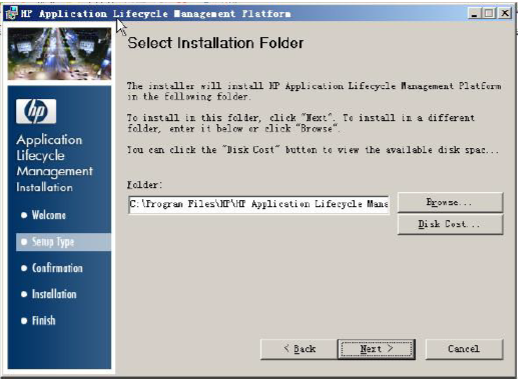 HP Application Lifecycle Management Platform
Select Installation Folder
The installer will install HP Application Lifecycle Management Platform
in the following folder.
To install in this folder, click "Next". To install in a different
folder, enter it below or click "Browse".
You can click the "Disk Cost" button to view the available disk spac...
hp
Application
Lifecycle
Management
Installation
Welcome
Setup Type
Confirmation
Installation
Finish
Folder:
C:\Program Files\HP\HP Application Lifecycle Mana
Browse...
Disk Cost...
< Back
Next >
Cancel